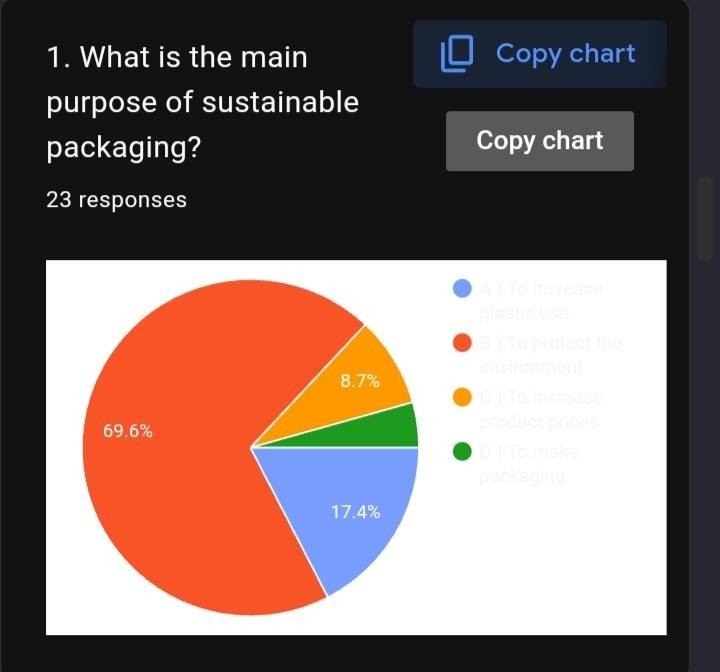 1. What is the main
purpose of sustainable
packaging?
23 responses
Copy chart
Copy chart
69.6%
8.7%
17.4%
A ) To increase
plastic use
B ) To protect the
environment
C ) To increase
product prices
D ) To make
packaging